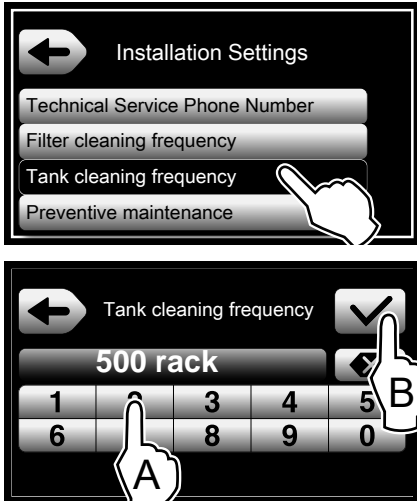 Installation Settings
Technical Service Phone Number
Filter cleaning frequency
Tank cleaning frequency
Preventive maintenance
Tank cleaning frequency
500 rack
1 3 4 5
B
6 8 9 0
A